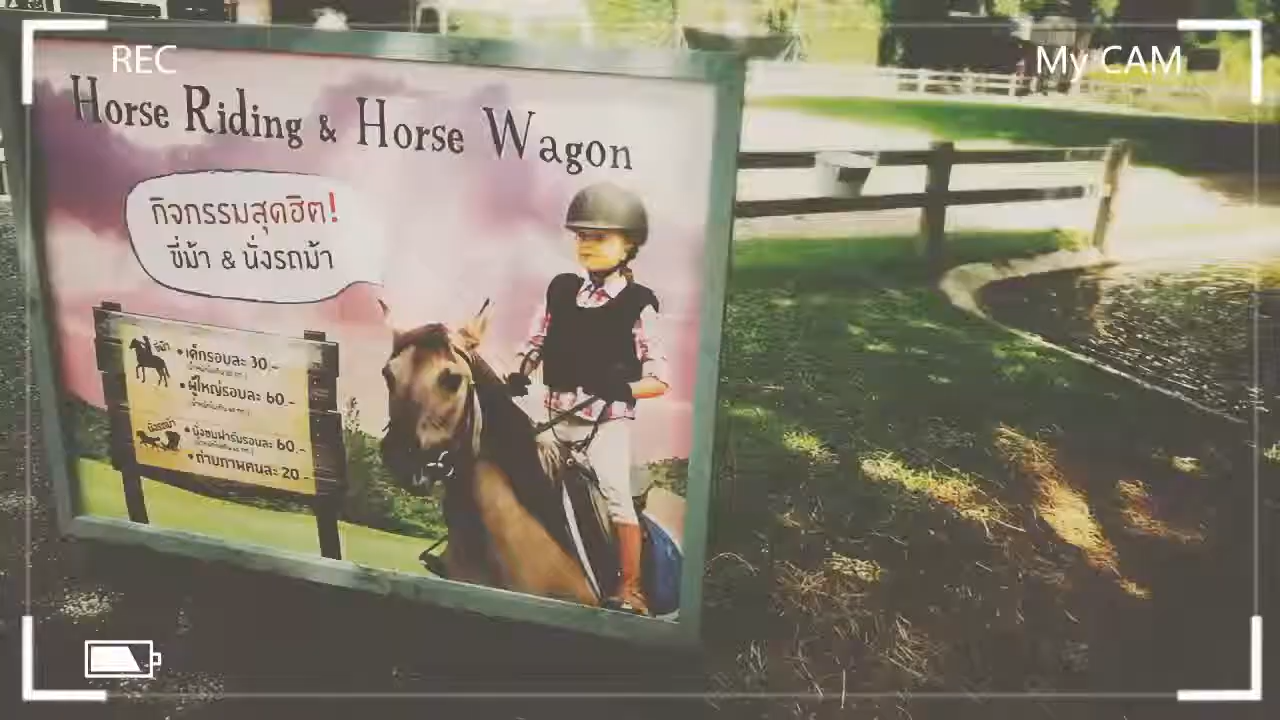 REC
My CAM
Horse Riding & Horse Wagon
กิจกรรมสุดฮิต!
ขี่ม้า & นั่งรถม้า
ขี่ม้า
• เด็กรอบละ 30.-
• ผู้ใหญ่รอบละ 60.-
นั่งรถม้า
• นั่งชมฟาร์มรอบละ 60.-
• ถ่ายภาพคนละ 20.-